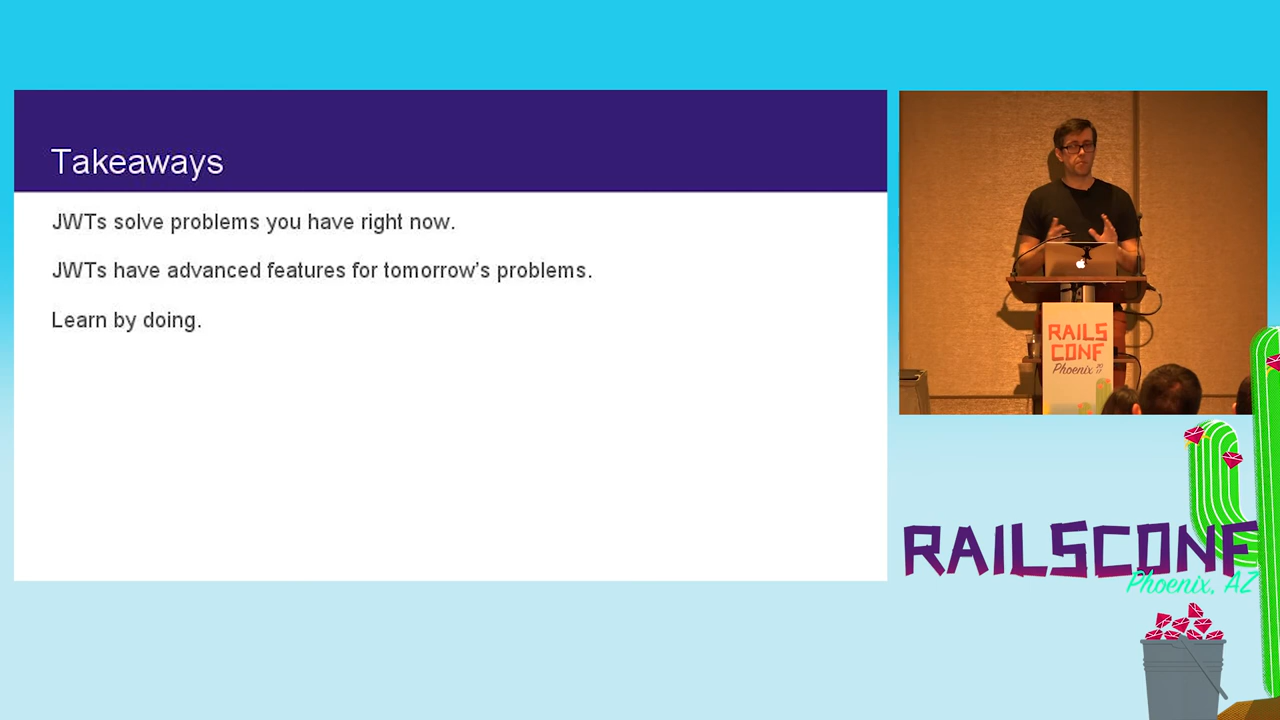 Takeaways
JWTs solve problems you have right now.
JWTs have advanced features for tomorrow's problems.
Learn by doing.
RAILS
CONF
Phoenix 2017
RAILSCONF
Phoenix, AZ